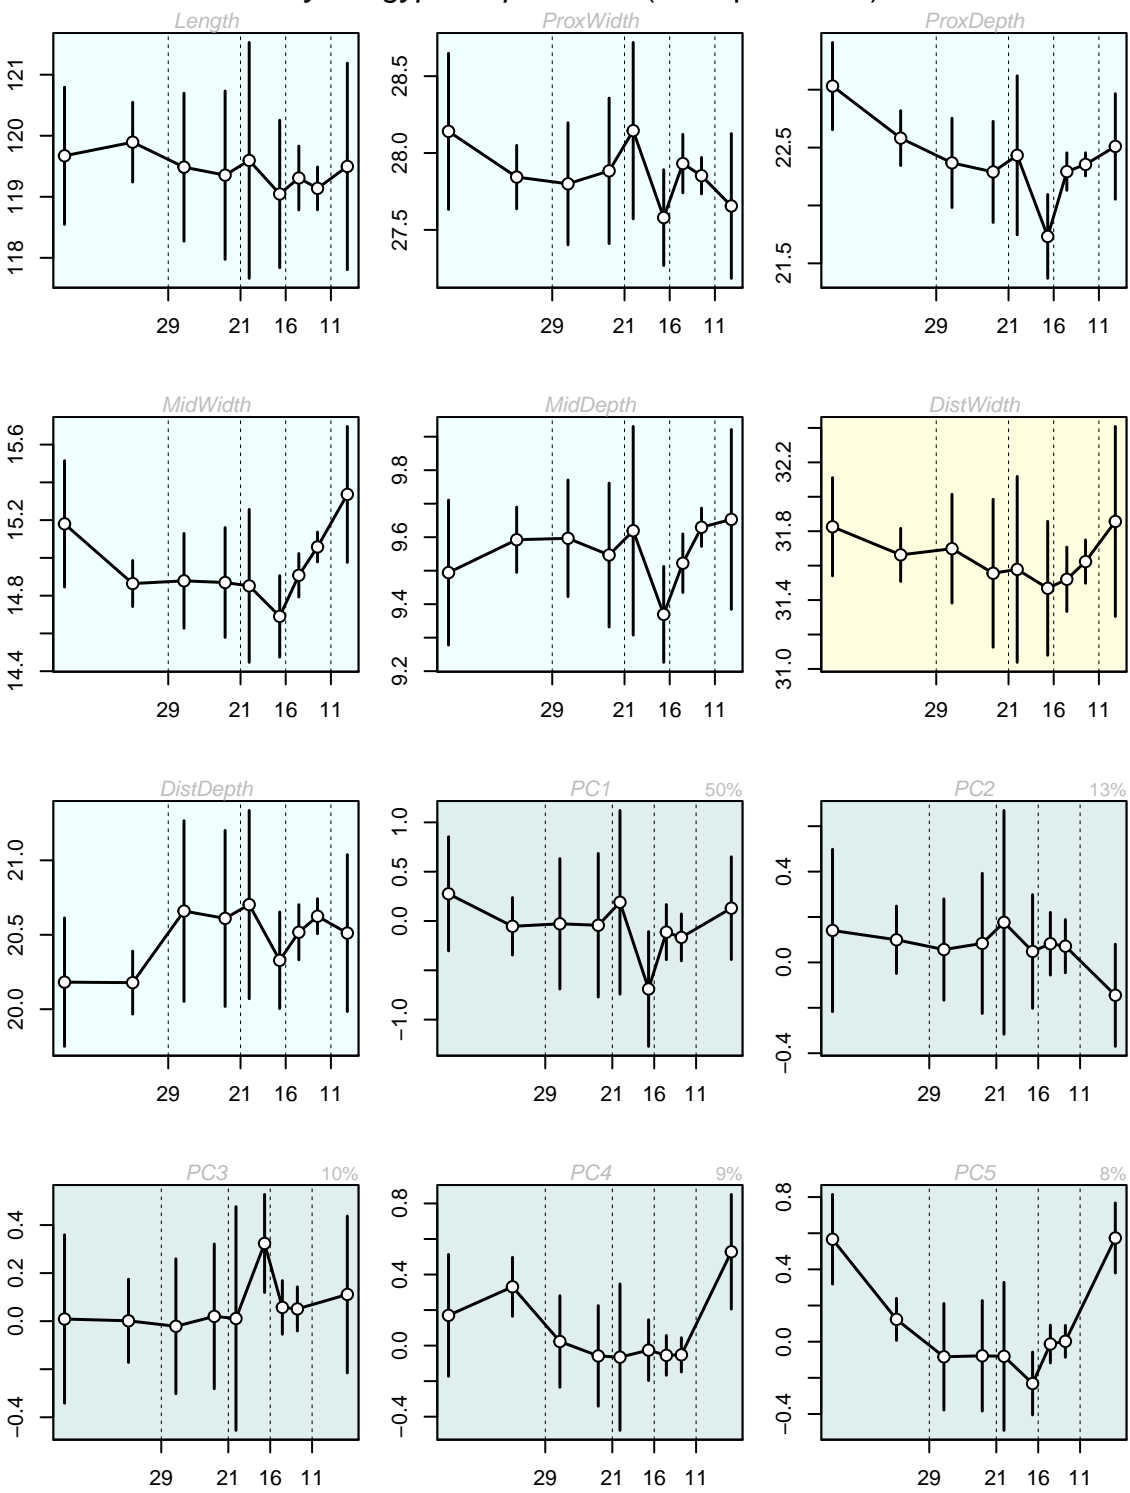 Length ProxWidth ProxDepth
121 120 119 118
28.5 28.0 27.5
22.5 21.5
29 21 16 11 29 21 16 11 29 21 16 11
MidWidth MidDepth DistWidth
15.6 15.2 14.8 14.4
9.8 9.6 9.4 9.2
32.2 31.8 31.4 31.0
29 21 16 11 29 21 16 11 29 21 16 11
DistDepth PC1 50% PC2 13%
21.0 20.5 20.0
1.0 0.5 0.0 −1.0
0.4 0.0 −0.4
29 21 16 11 29 21 16 11 29 21 16 11
PC3 10% PC4 9% PC5 8%
0.4 0.2 0.0 −0.4
0.8 0.4 0.0 −0.4
0.8 0.4 0.0 −0.4
29 21 16 11 29 21 16 11 29 21 16 11